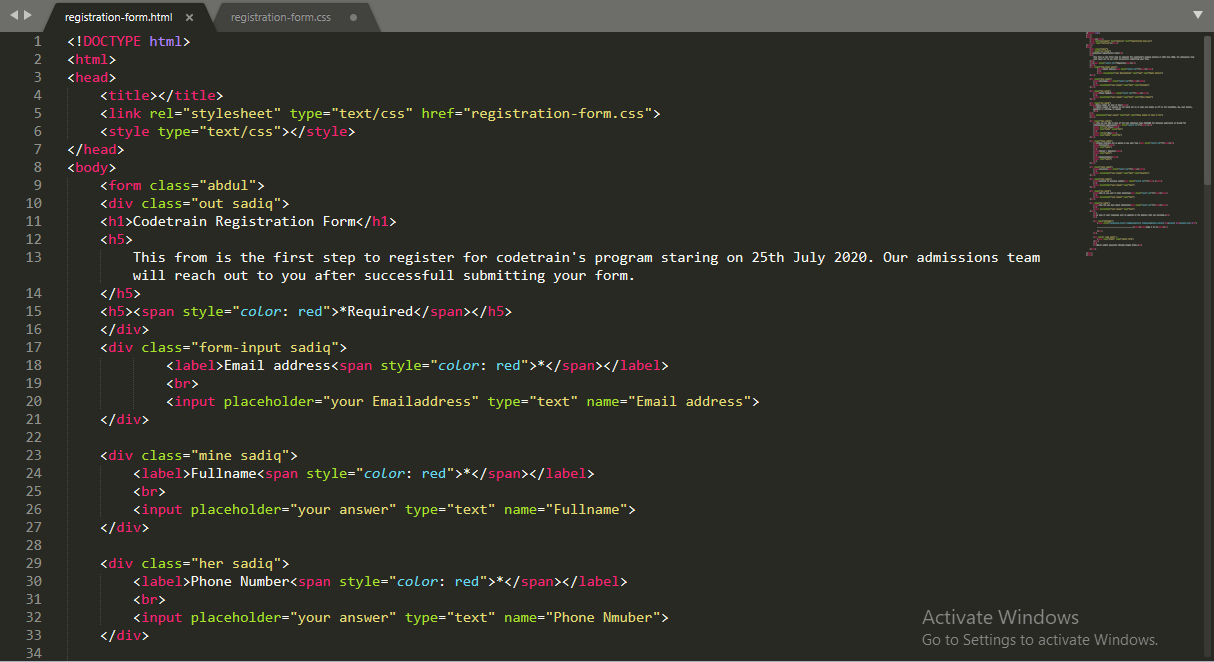 registration-form.html ×
registration-form.css
1 <!DOCTYPE html>
2 <html>
3 <head>
4 <title></title>
5 <link rel="stylesheet" type="text/css" href="registration-form.css">
6 <style type="text/css"></style>
7 </head>
8 <body>
9 <form class="abdul">
10 <div class="out sadiq">
11 <h1>Codetrain Registration Form</h1>
12 <h5>
13 This from is the first step to register for codetrain's program staring on 25th July 2020. Our admissions team
will reach out to you after successfull submitting your form.
14 </h5>
15 <h5><span style="color: red">*Required</span></h5>
16 </div>
17 <div class="form-input sadiq">
18 <label>Email address<span style="color: red">*</span></label>
19 <br>
20 <input placeholder="your Emailaddress" type="text" name="Email address">
21 </div>
22
23 <div class="mine sadiq">
24 <label>Fullname<span style="color: red">*</span></label>
25 <br>
26 <input placeholder="your answer" type="text" name="Fullname">
27 </div>
28
29 <div class="her sadiq">
30 <label>Phone Number<span style="color: red">*</span></label>
31 <br>
32 <input placeholder="your answer" type="text" name="Phone Nmuber">
33 </div>
34
Activate Windows
Go to Settings to activate Windows.